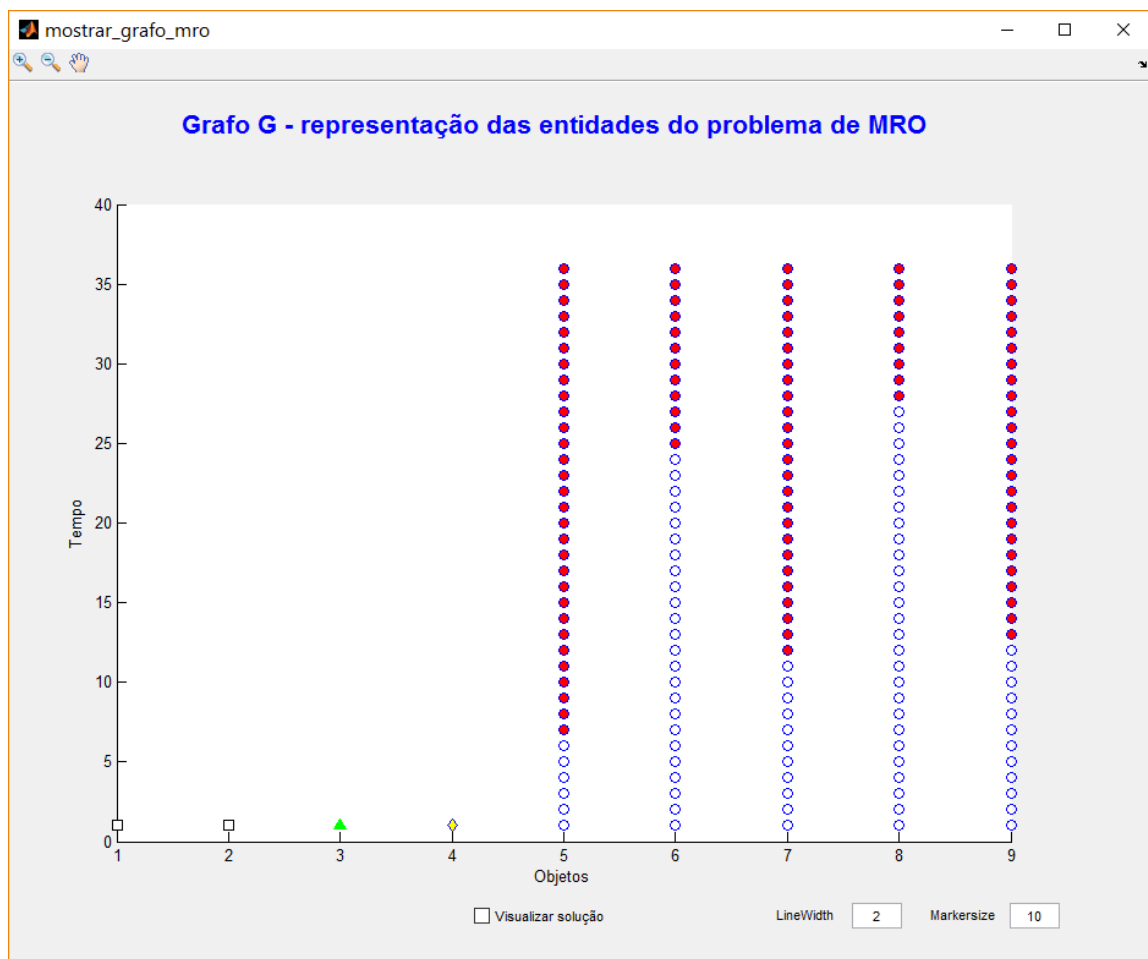 mostrar_grafo_mro
Grafo G - representação das entidades do problema de MRO
40
35
30
25
20
15
10
5
0
Tempo
1 2 3 4 5 6 7 8 9
Objetos
Visualizar solução LineWidth 2 Markersize 10